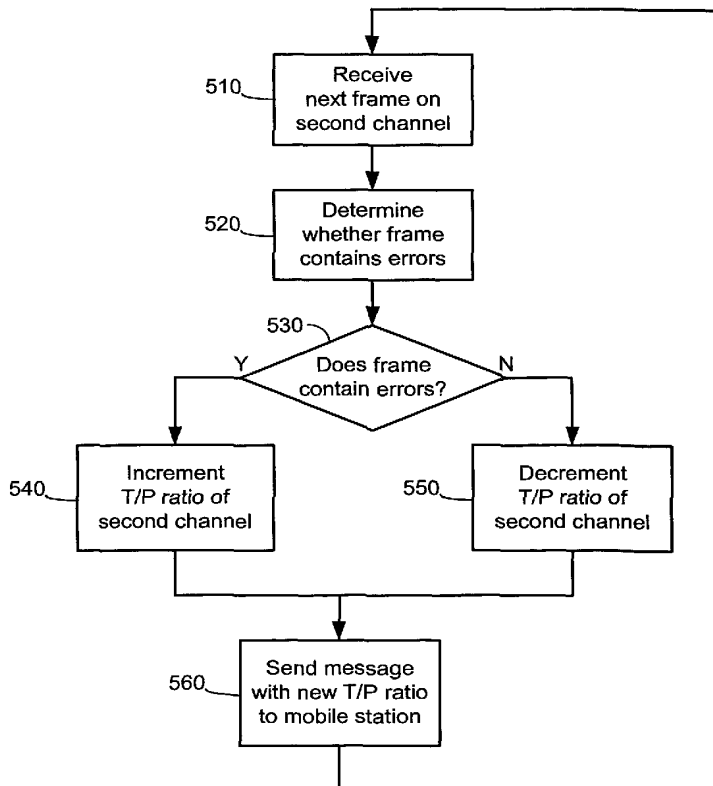 510
Receive
next frame on
second channel
520
Determine
whether frame
contains errors
530
Y
Does frame
contain errors?
N
540
Increment
T/P ratio of
second channel
550
Decrement
T/P ratio of
second channel
560
Send message
with new T/P ratio
to mobile station